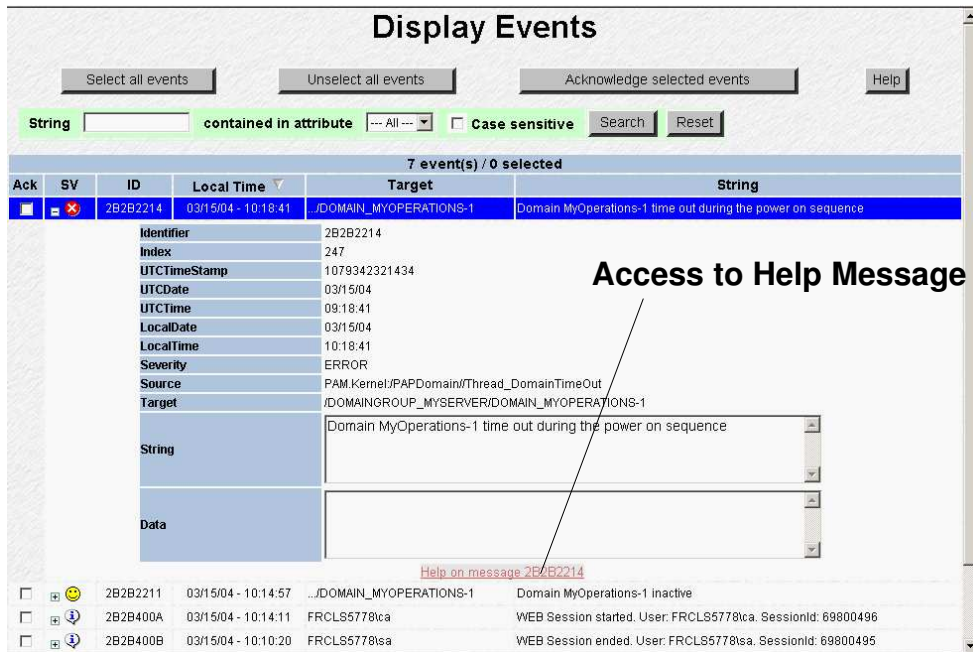 Display Events
Select all events Unselect all events Acknowledge selected events Help
String contained in attribute --- All --- Case sensitive Search Reset
7 event(s) / 0 selected
Ack SV ID Local Time Target String
2B2B2214 03/15/04 - 10:18:41 .../DOMAIN_MYOPERATIONS-1 Domain MyOperations-1 time out during the power on sequence
Identifier 2B2B2214
Index 247
UTCTimeStamp 1079342321434
UTCDate 03/15/04
UTCTime 09:18:41
LocalDate 03/15/04
LocalTime 10:18:41
Severity ERROR
Source PAM.Kernel:/PAPDomain//Thread_DomainTimeOut
Target /DOMAINGROUP_MYSERVER/DOMAIN_MYOPERATIONS-1
String Domain MyOperations-1 time out during the power on sequence
Data
Access to Help Message
Help on message 2B2B2214
2B2B2211 03/15/04 - 10:14:57 .../DOMAIN_MYOPERATIONS-1 Domain MyOperations-1 inactive
2B2B400A 03/15/04 - 10:14:11 FRCLS5778\ca WEB Session started. User: FRCLS5778\ca. SessionId: 69800496
2B2B400B 03/15/04 - 10:10:20 FRCLS5778\sa WEB Session ended. User: FRCLS5778\sa. SessionId: 69800495